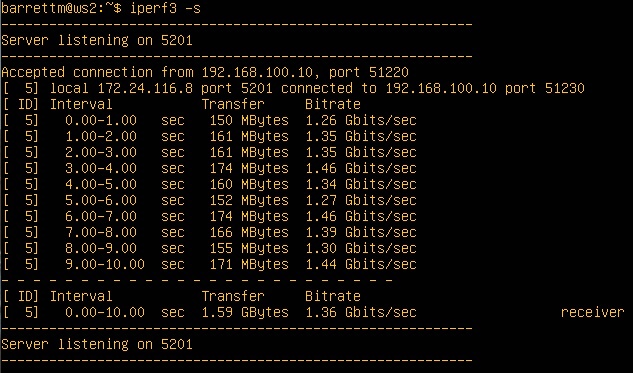 barrettm@ws2:~$ iperf3 -s
-----------------------------------------------------------
Server listening on 5201
-----------------------------------------------------------
Accepted connection from 192.168.100.10, port 51220
[  5] local 172.24.116.8 port 5201 connected to 192.168.100.10 port 51230
[ ID] Interval           Transfer     Bitrate
[  5]   0.00-1.00   sec   150 MBytes  1.26 Gbits/sec
[  5]   1.00-2.00   sec   161 MBytes  1.35 Gbits/sec
[  5]   2.00-3.00   sec   161 MBytes  1.35 Gbits/sec
[  5]   3.00-4.00   sec   174 MBytes  1.46 Gbits/sec
[  5]   4.00-5.00   sec   160 MBytes  1.34 Gbits/sec
[  5]   5.00-6.00   sec   152 MBytes  1.27 Gbits/sec
[  5]   6.00-7.00   sec   174 MBytes  1.46 Gbits/sec
[  5]   7.00-8.00   sec   166 MBytes  1.39 Gbits/sec
[  5]   8.00-9.00   sec   155 MBytes  1.30 Gbits/sec
[  5]   9.00-10.00  sec   171 MBytes  1.44 Gbits/sec
- - - - - - - - - - - - - - - - - - - - - - - - -
[ ID] Interval           Transfer     Bitrate
[  5]   0.00-10.00  sec  1.59 GBytes  1.36 Gbits/sec                  receiver
-----------------------------------------------------------
Server listening on 5201
-----------------------------------------------------------